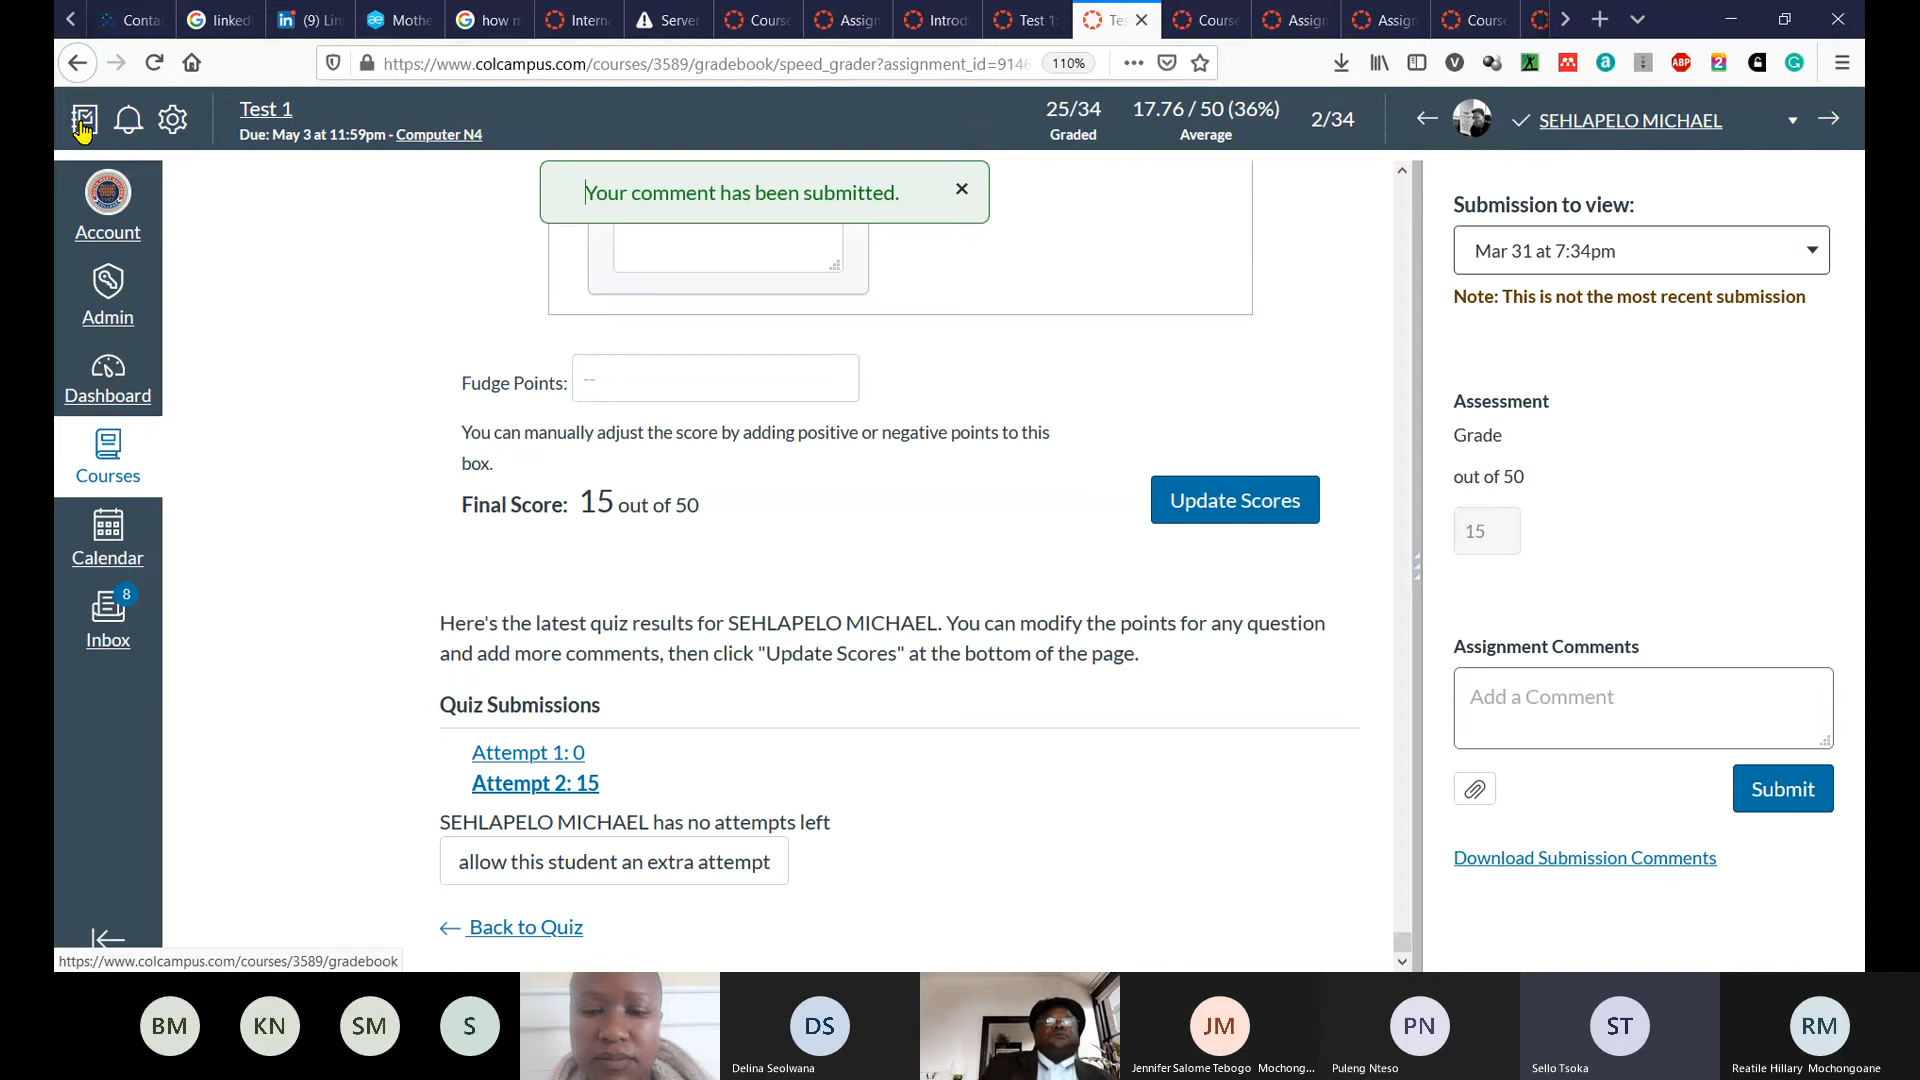 Conta
linked
(9) Lin
Mothe
how m
Intern
Server
Course
Assign
Introd
Test 1:
Tes
Course
Assign
Assign
Course
https://www.colcampus.com/courses/3589/gradebook/speed_grader?assignment_id=9146
110%
ABP
Test 1
Due: May 3 at 11:59pm - Computer N4
25/34
Graded
17.76 / 50 (36%)
Average
2/34
SEHLAPELO MICHAEL
Account
Admin
Dashboard
Courses
Calendar
8
Inbox
Your comment has been submitted.
Fudge Points:
--
You can manually adjust the score by adding positive or negative points to this
box.
Final Score: 15 out of 50
Update Scores
Here's the latest quiz results for SEHLAPELO MICHAEL. You can modify the points for any question
and add more comments, then click "Update Scores" at the bottom of the page.
Quiz Submissions
Attempt 1: 0
Attempt 2: 15
SEHLAPELO MICHAEL has no attempts left
allow this student an extra attempt
Back to Quiz
Submission to view:
Mar 31 at 7:34pm
Note: This is not the most recent submission
Assessment
Grade
out of 50
15
Assignment Comments
Add a Comment
Submit
Download Submission Comments
https://www.colcampus.com/courses/3589/gradebook
BM
KN
SM
S
DS
Delina Seolwana
JM
Jennifer Salome Tebogo Mochong...
PN
Puleng Nteso
ST
Sello Tsoka
RM
Reatile Hillary Mochongoane